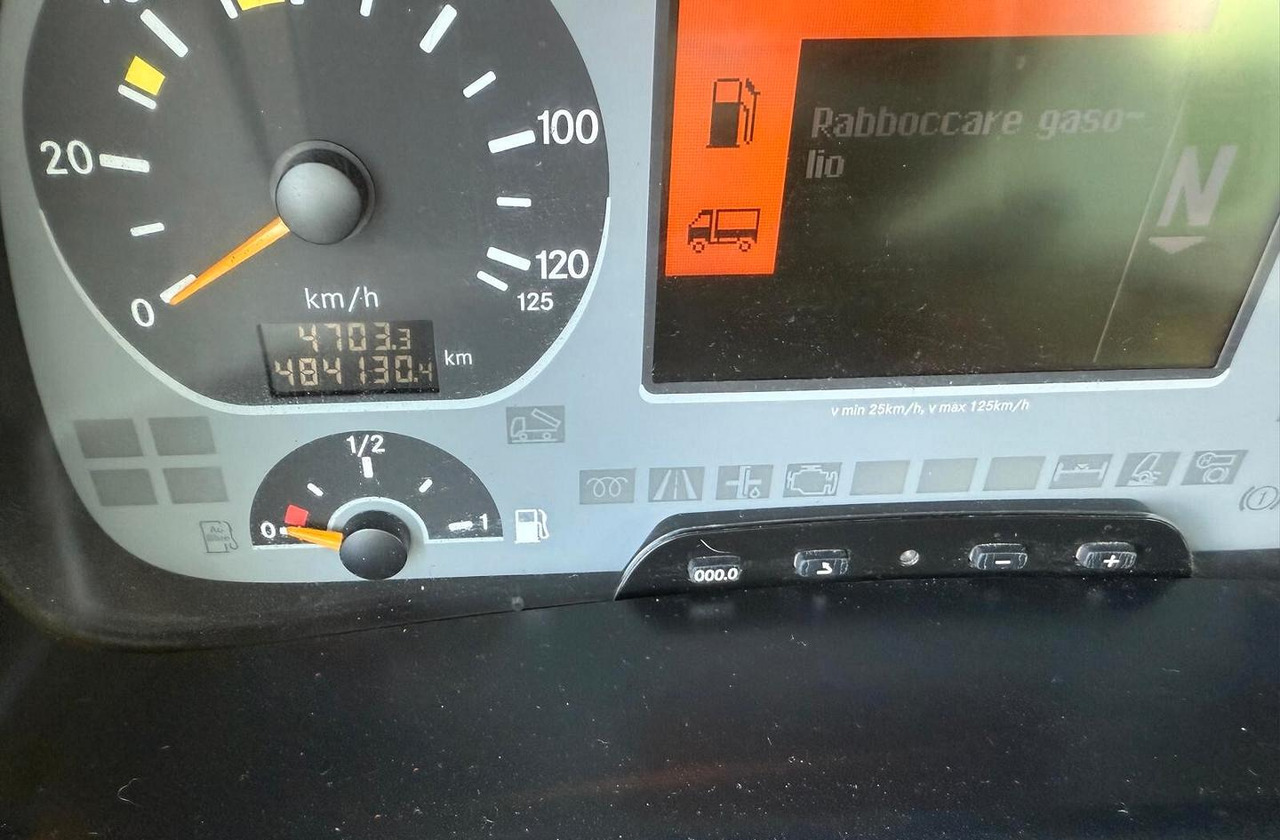 20
100
Rabboccare gaso-
lio
N
120
125
0
km/h
4703.3
484130.4
km
v min 25km/h, v max 125km/h
1/2
0
1
000.0
-
+